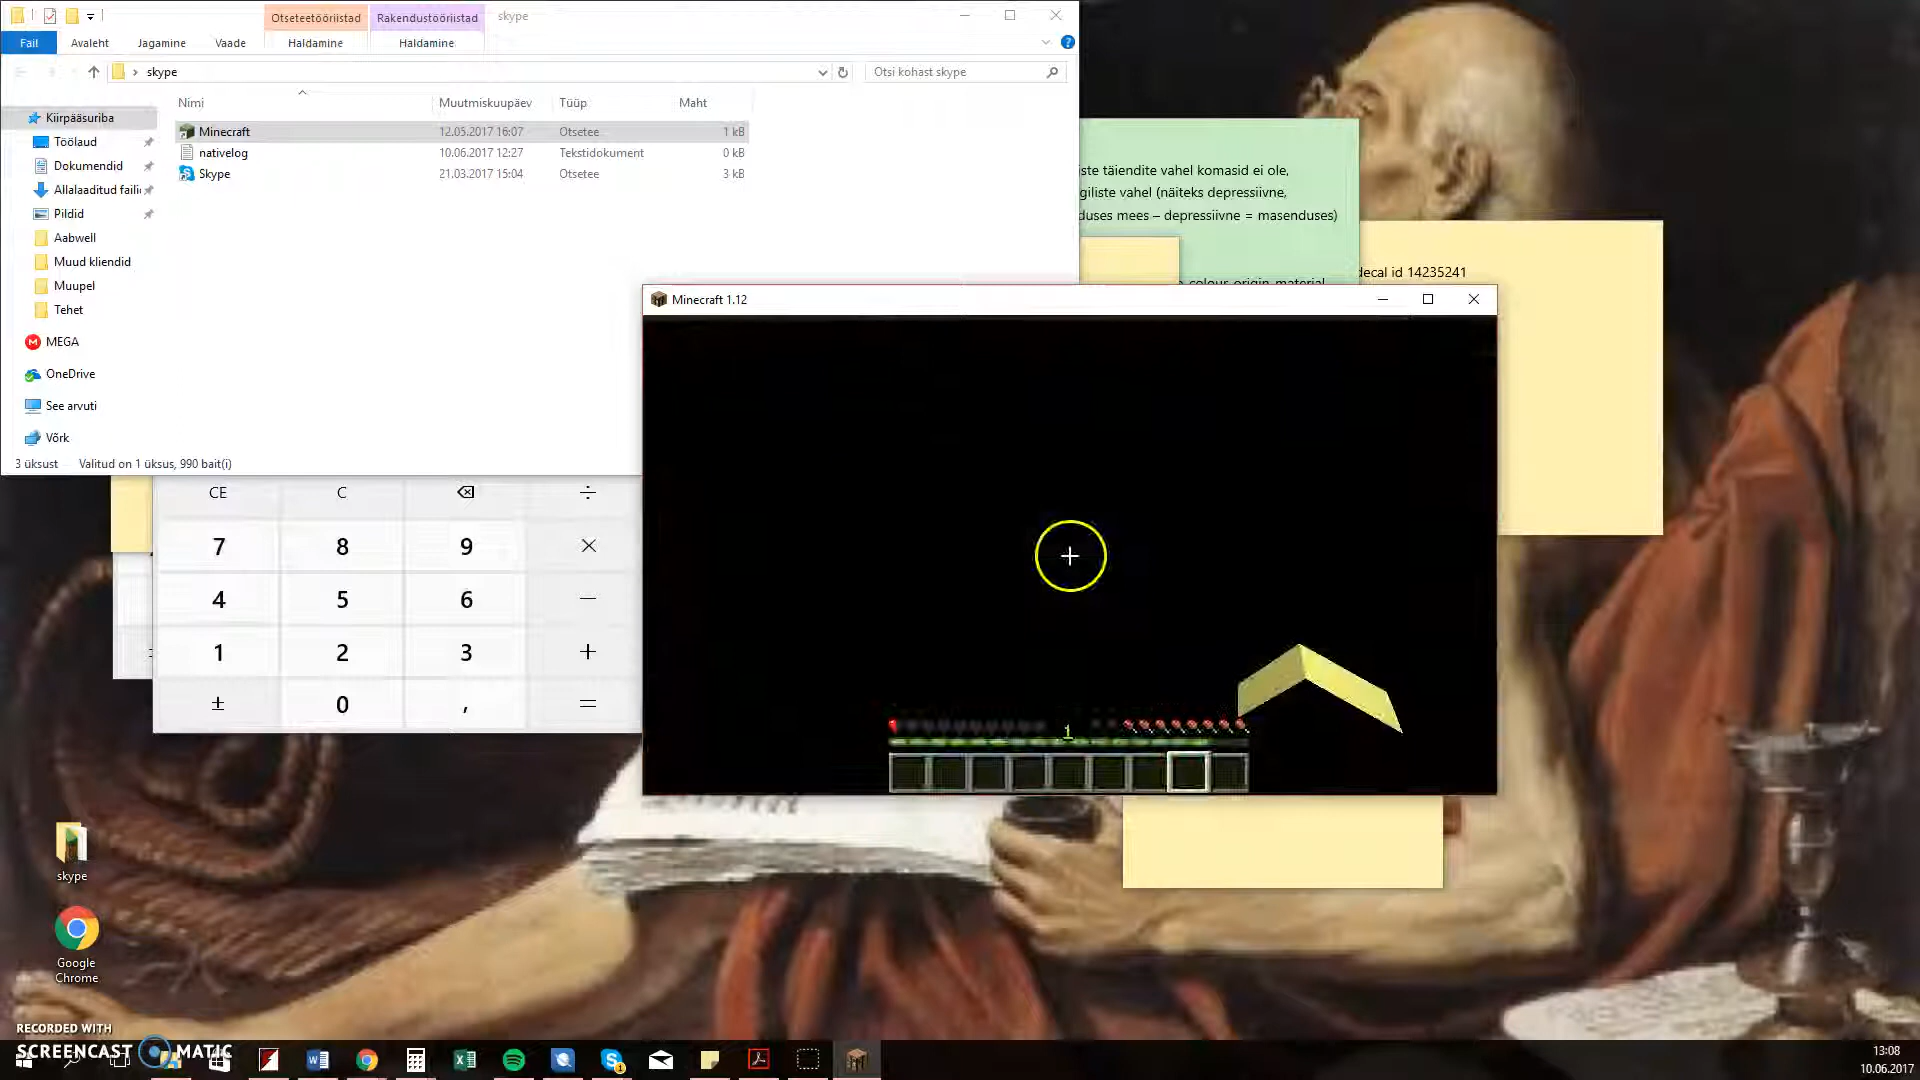 Otseteetööriistad
Rakendustööriistad
skype
Fail
Avaleht
Jagamine
Vaade
Haldamine
Haldamine
skype
Otsi kohast skype
Nimi
Muutmiskuupäev
Tüüp
Maht
Kiirpääsuriba
Töölaud
Dokumendid
Allalaaditud faili
Pildid
Aabwell
Muud kliendid
Muupel
Tehet
MEGA
OneDrive
See arvuti
Võrk
Minecraft 12.05.2017 16:07 Otsetee 1 kB
nativelog 10.06.2017 12:27 Tekstidokument 0 kB
Skype 21.03.2017 15:04 Otsetee 3 kB
3 üksust Valitud on 1 üksus, 990 bait(i)
iste täiendite vahel komasid ei ole,
giliste vahel (näiteks depressiivne,
duses mees – depressiivne = masenduses)
colour origin material
decal id 14235241
Minecraft 1.12
1
CE C ÷
7 8 9 ×
4 5 6 −
1 2 3 +
± 0 , =
skype
Google
Chrome
RECORDED WITH
SCREENCAST MATIC
13:08
10.06.2017